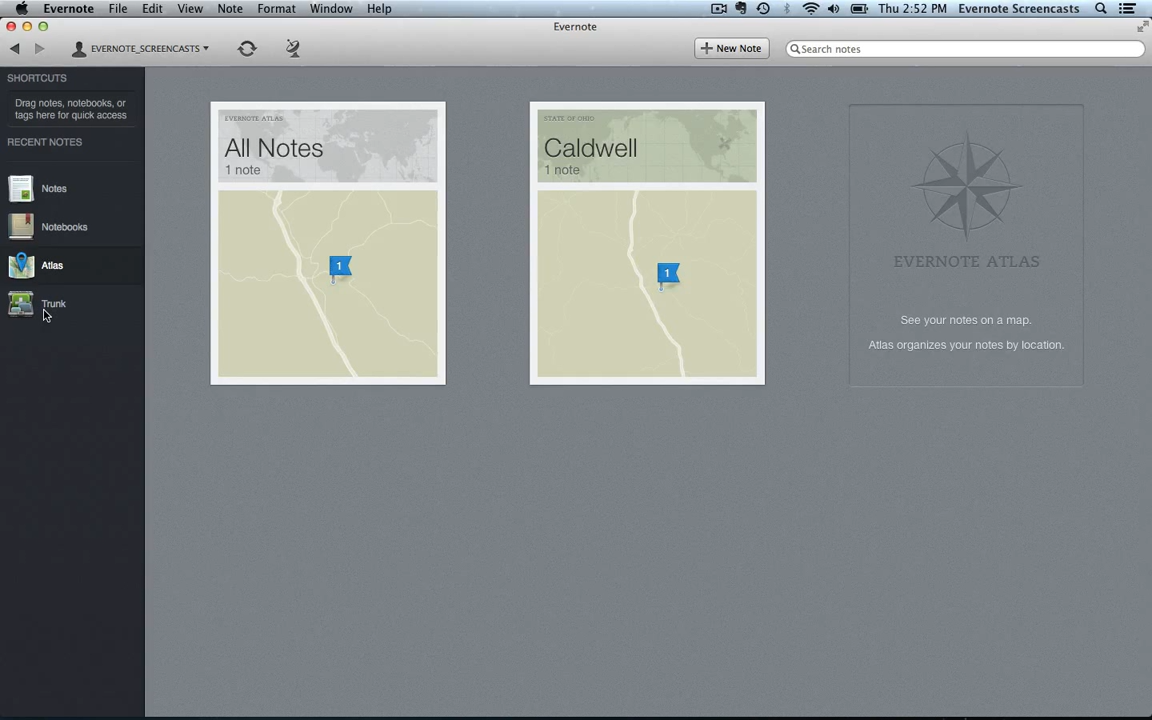 Evernote File Edit View Note Format Window Help
Thu 2:52 PM Evernote Screencasts
Evernote
EVERNOTE_SCREENCASTS
New Note
Search notes
SHORTCUTS
Drag notes, notebooks, or
tags here for quick access
RECENT NOTES
Notes
Notebooks
Atlas
Trunk
EVERNOTE ATLAS
All Notes
1 note
1
STATE OF OHIO
Caldwell
1 note
1
EVERNOTE ATLAS
See your notes on a map.
Atlas organizes your notes by location.